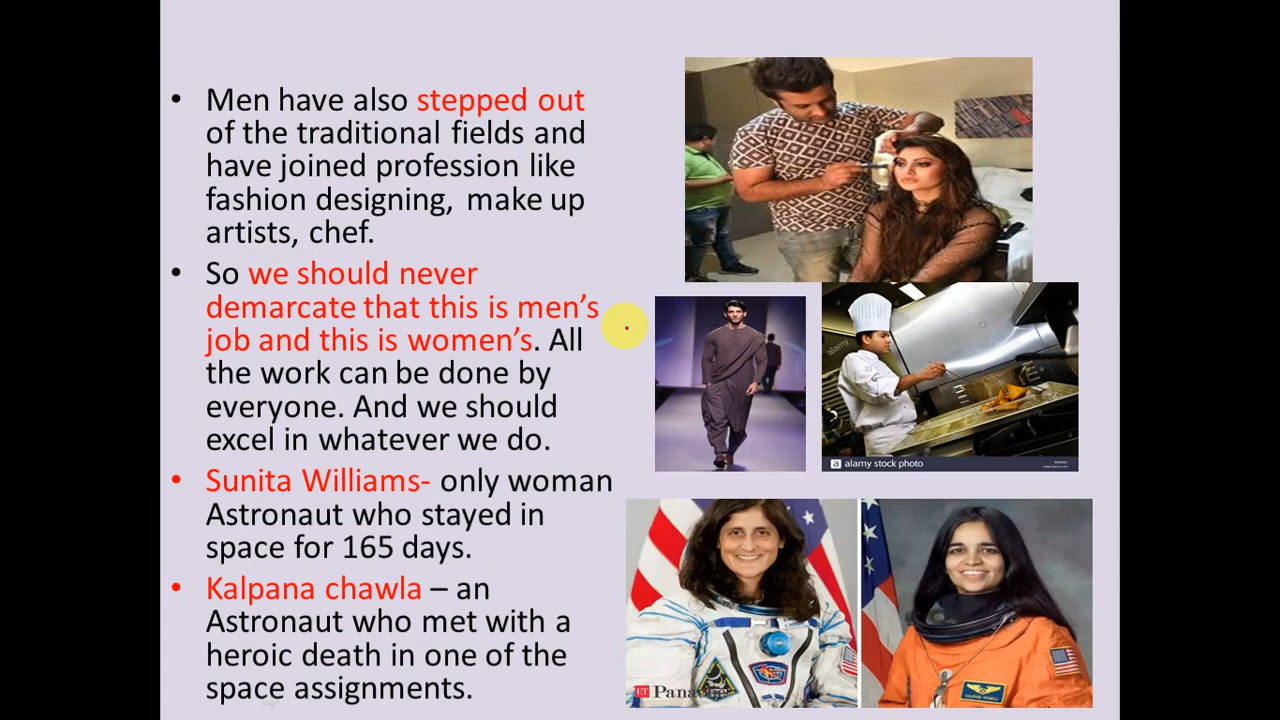 • Men have also stepped out
of the traditional fields and
have joined profession like
fashion designing, make up
artists, chef.
• So we should never
demarcate that this is men’s
job and this is women’s. All
the work can be done by
everyone. And we should
excel in whatever we do.
• Sunita Williams- only woman
Astronaut who stayed in
space for 165 days.
• Kalpana chawla – an
Astronaut who met with a
heroic death in one of the
space assignments.
alamy
a alamy stock photo
ET Panache